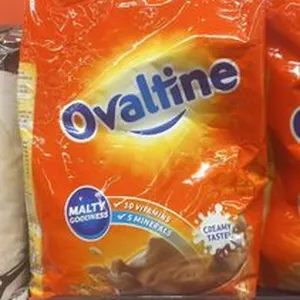 Ovaltine
MALTY
GOODNESS
✓ 10 VITAMINS
✓ 5 MINERALS
CREAMY
TASTE!